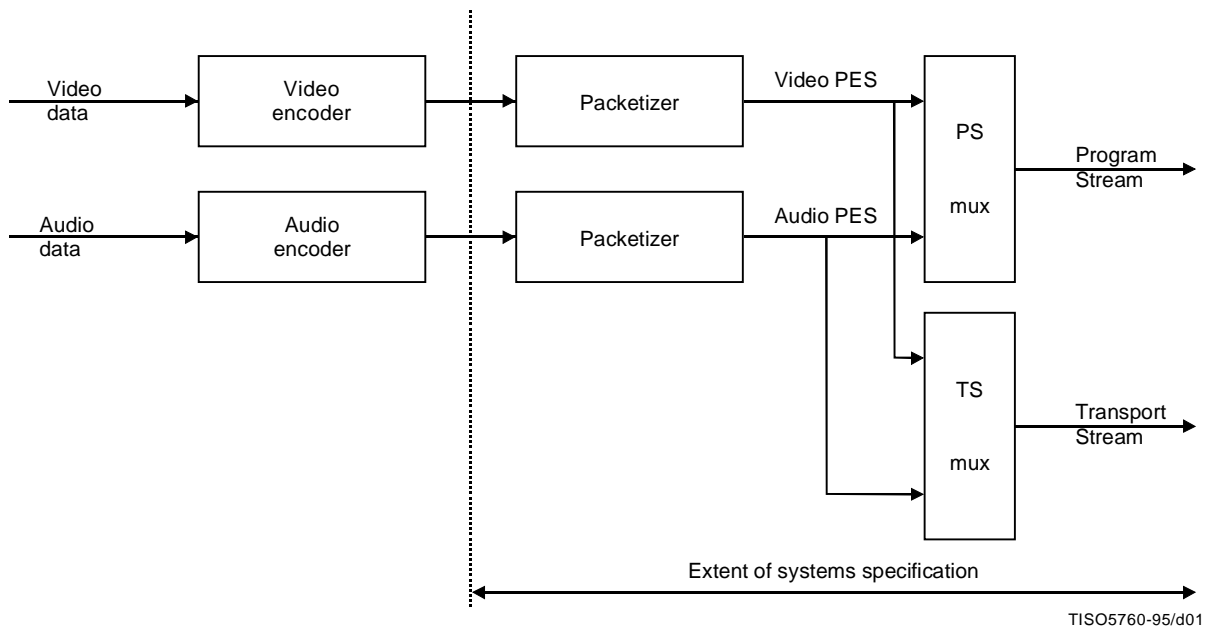 Video
data
Video
encoder
Packetizer
Video PES
PS
mux
Program
Stream
Audio
data
Audio
encoder
Packetizer
Audio PES
TS
mux
Transport
Stream
Extent of systems specification
TISO5760-95/d01